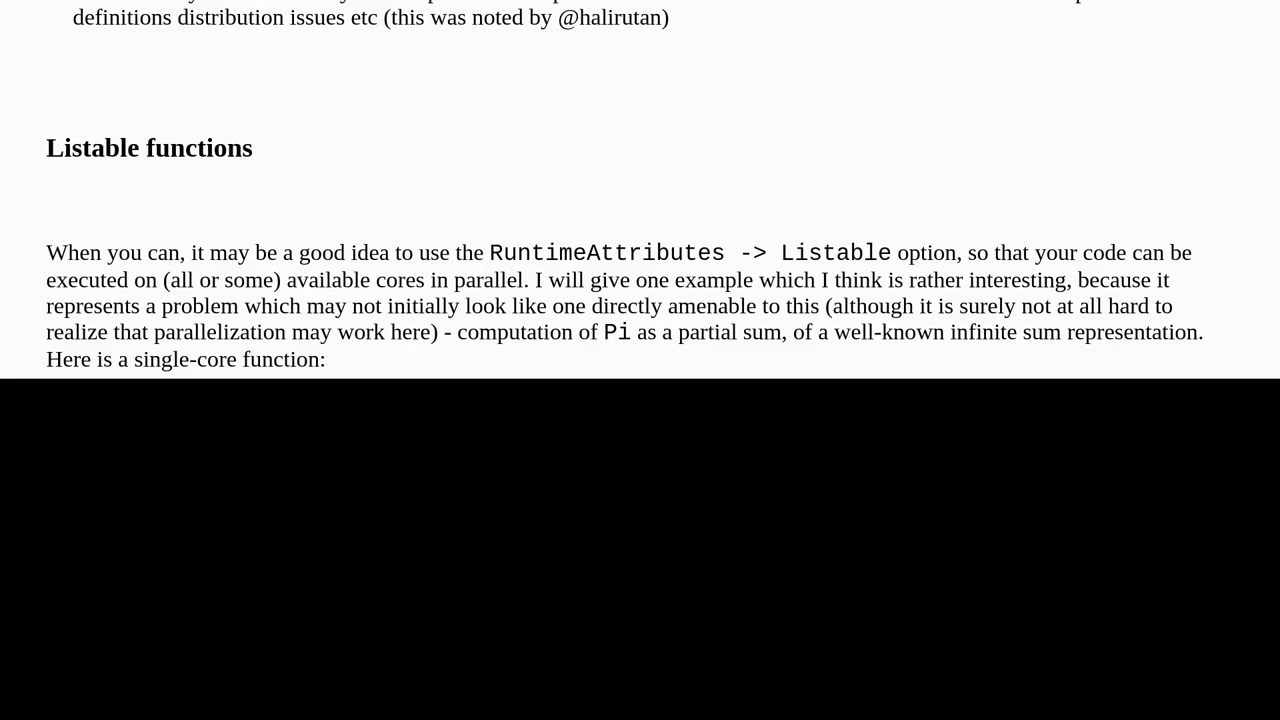 definitions distribution issues etc (this was noted by @halirutan)
Listable functions
When you can, it may be a good idea to use the RuntimeAttributes -> Listable option, so that your code can be
executed on (all or some) available cores in parallel. I will give one example which I think is rather interesting, because it
represents a problem which may not initially look like one directly amenable to this (although it is surely not at all hard to
realize that parallelization may work here) - computation of Pi as a partial sum, of a well-known infinite sum representation.
Here is a single-core function: